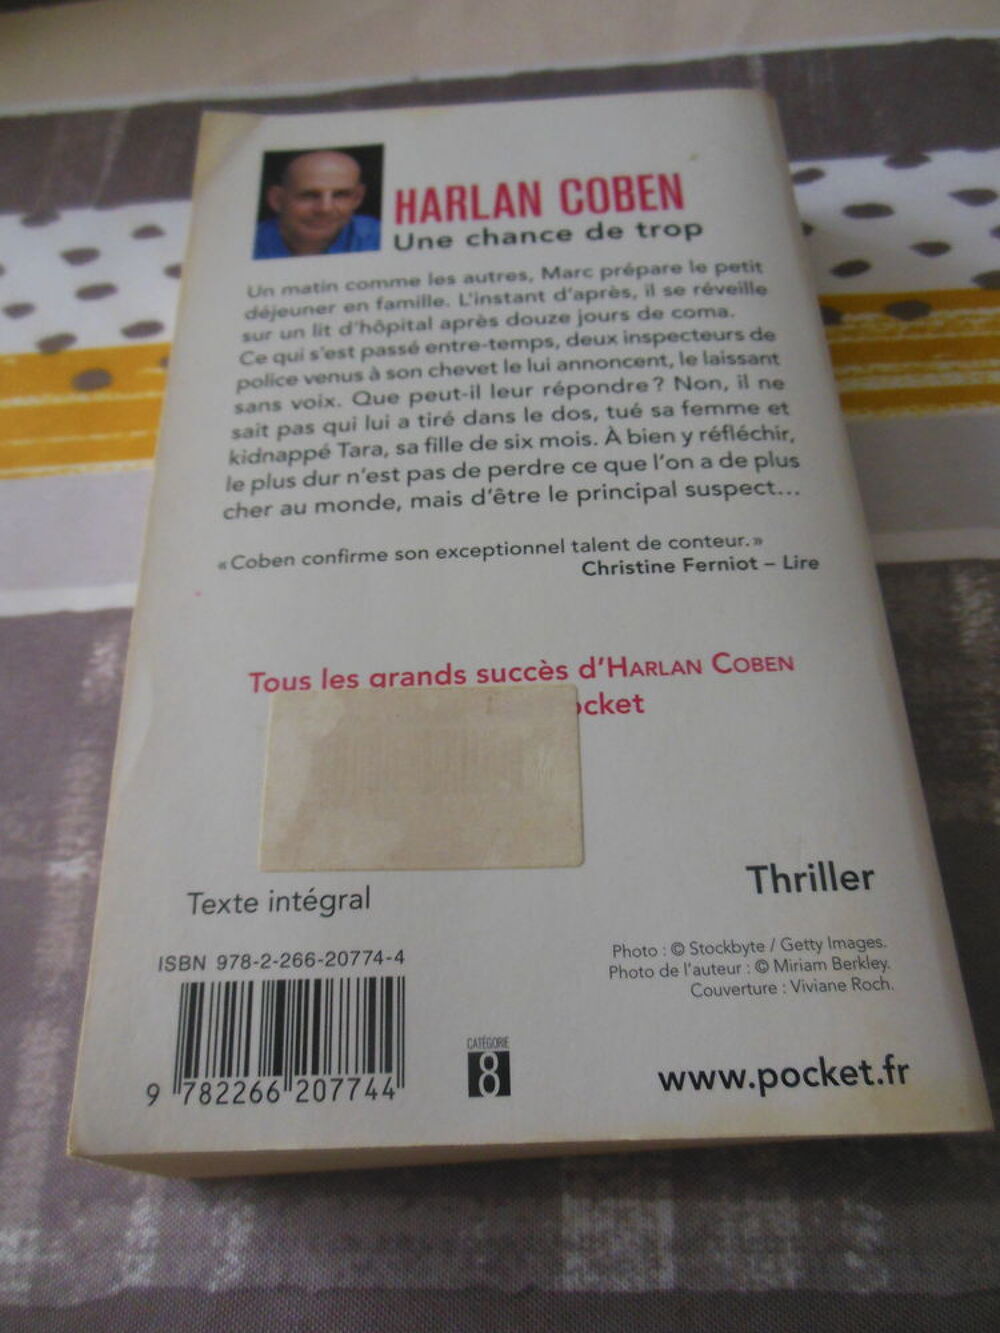 HARLAN COBEN
Une chance de trop
Un matin comme les autres, Marc prépare le petit
déjeuner en famille. L'instant d'après, il se réveille
sur un lit d'hôpital après douze jours de coma.
Ce qui s'est passé entre-temps, deux inspecteurs de
police venus à son chevet le lui annoncent, le laissant
sans voix. Que peut-il leur répondre ? Non, il ne
sait pas qui lui a tiré dans le dos, tué sa femme et
kidnappé Tara, sa fille de six mois. À bien y réfléchir,
le plus dur n'est pas de perdre ce que l'on a de plus
cher au monde, mais d'être le principal suspect...
« Coben confirme son exceptionnel talent de conteur. »
Christine Ferniot – Lire
Tous les grands succès d'HARLAN COBEN
ocket
Thriller
Texte intégral
ISBN 978-2-266-20774-4
Photo : © Stockbyte / Getty Images.
Photo de l'auteur : © Miriam Berkley.
Couverture : Viviane Roch.
CATÉGORIE
8
www.pocket.fr
9 782266 207744